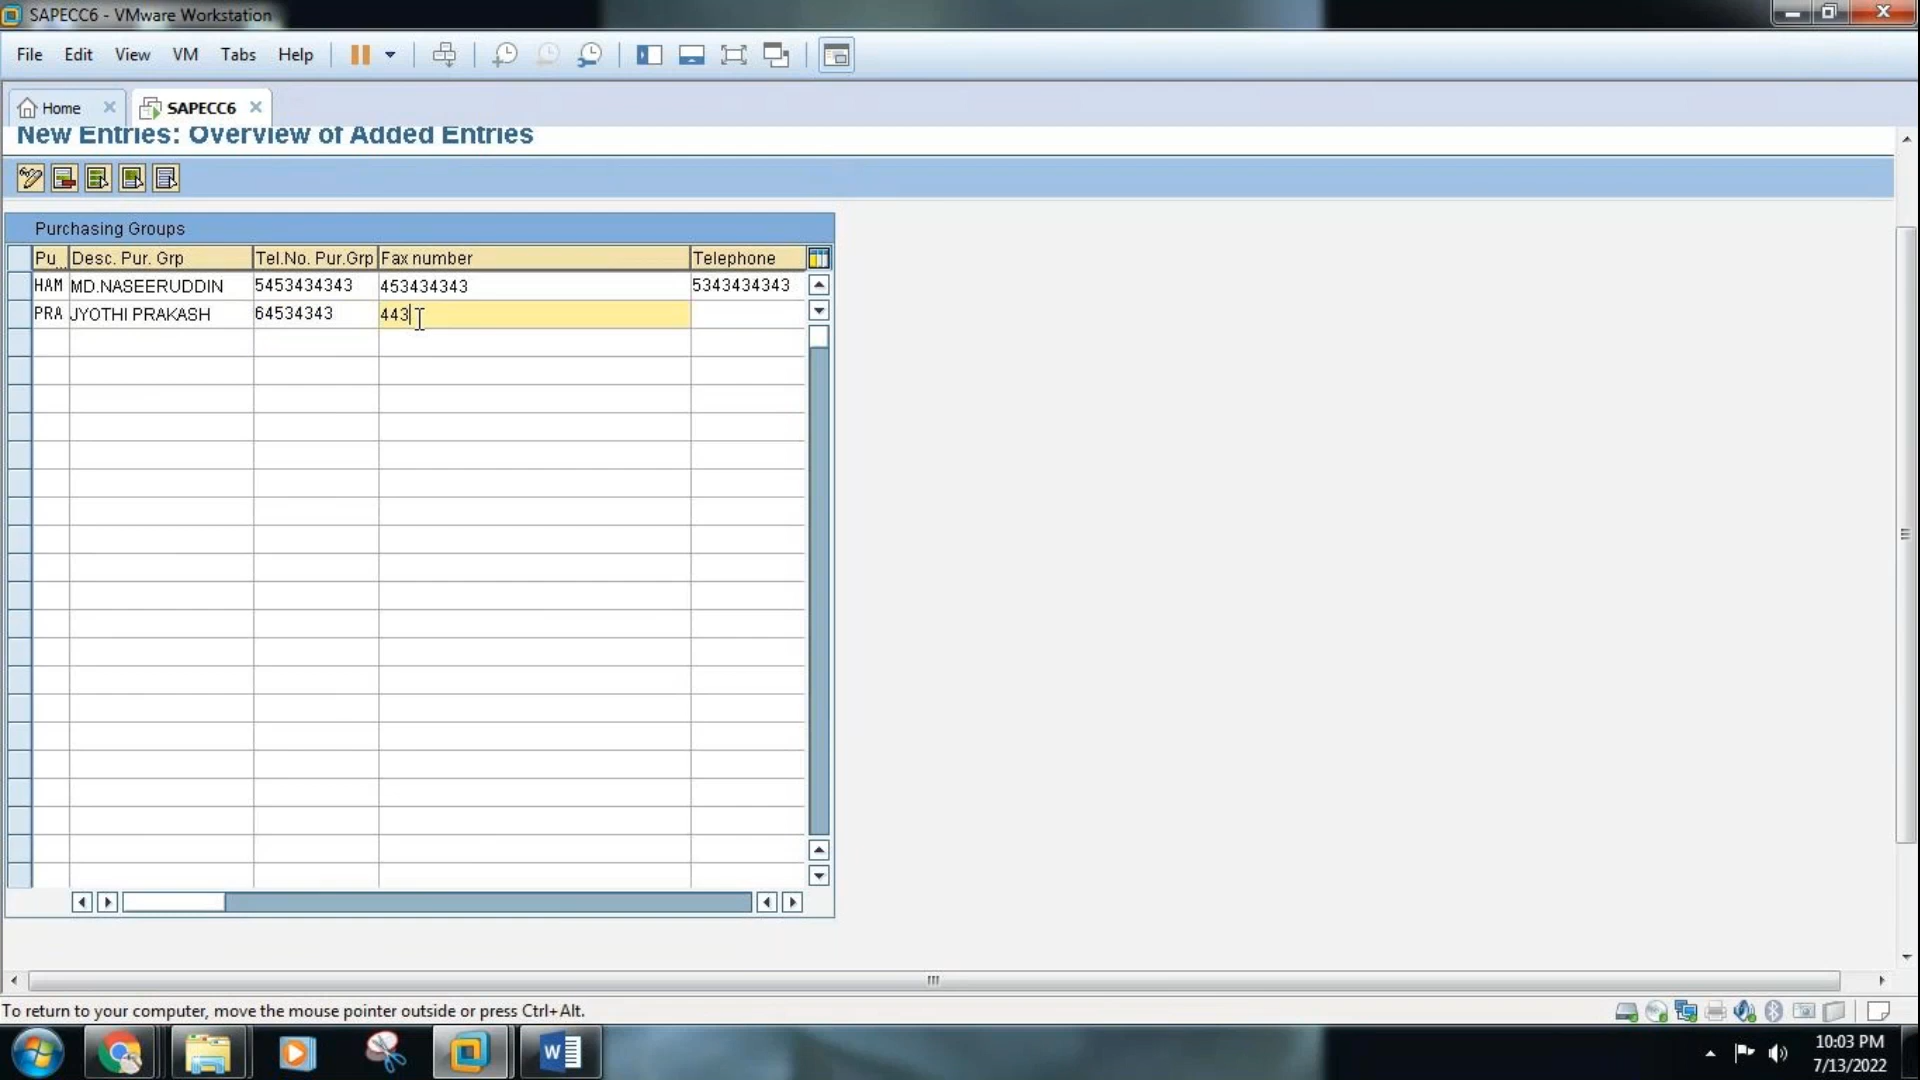 SAPECC6 - VMware Workstation
File Edit View VM Tabs Help
Home SAPECC6
New Entries: Overview of Added Entries
Purchasing Groups
Pu... Desc. Pur. Grp Tel.No. Pur.Grp Fax number Telephone
HAM MD.NASEERUDDIN 5453434343 453434343 5343434343
PRA JYOTHI PRAKASH 64534343 443
To return to your computer, move the mouse pointer outside or press Ctrl+Alt.
10:03 PM
7/13/2022